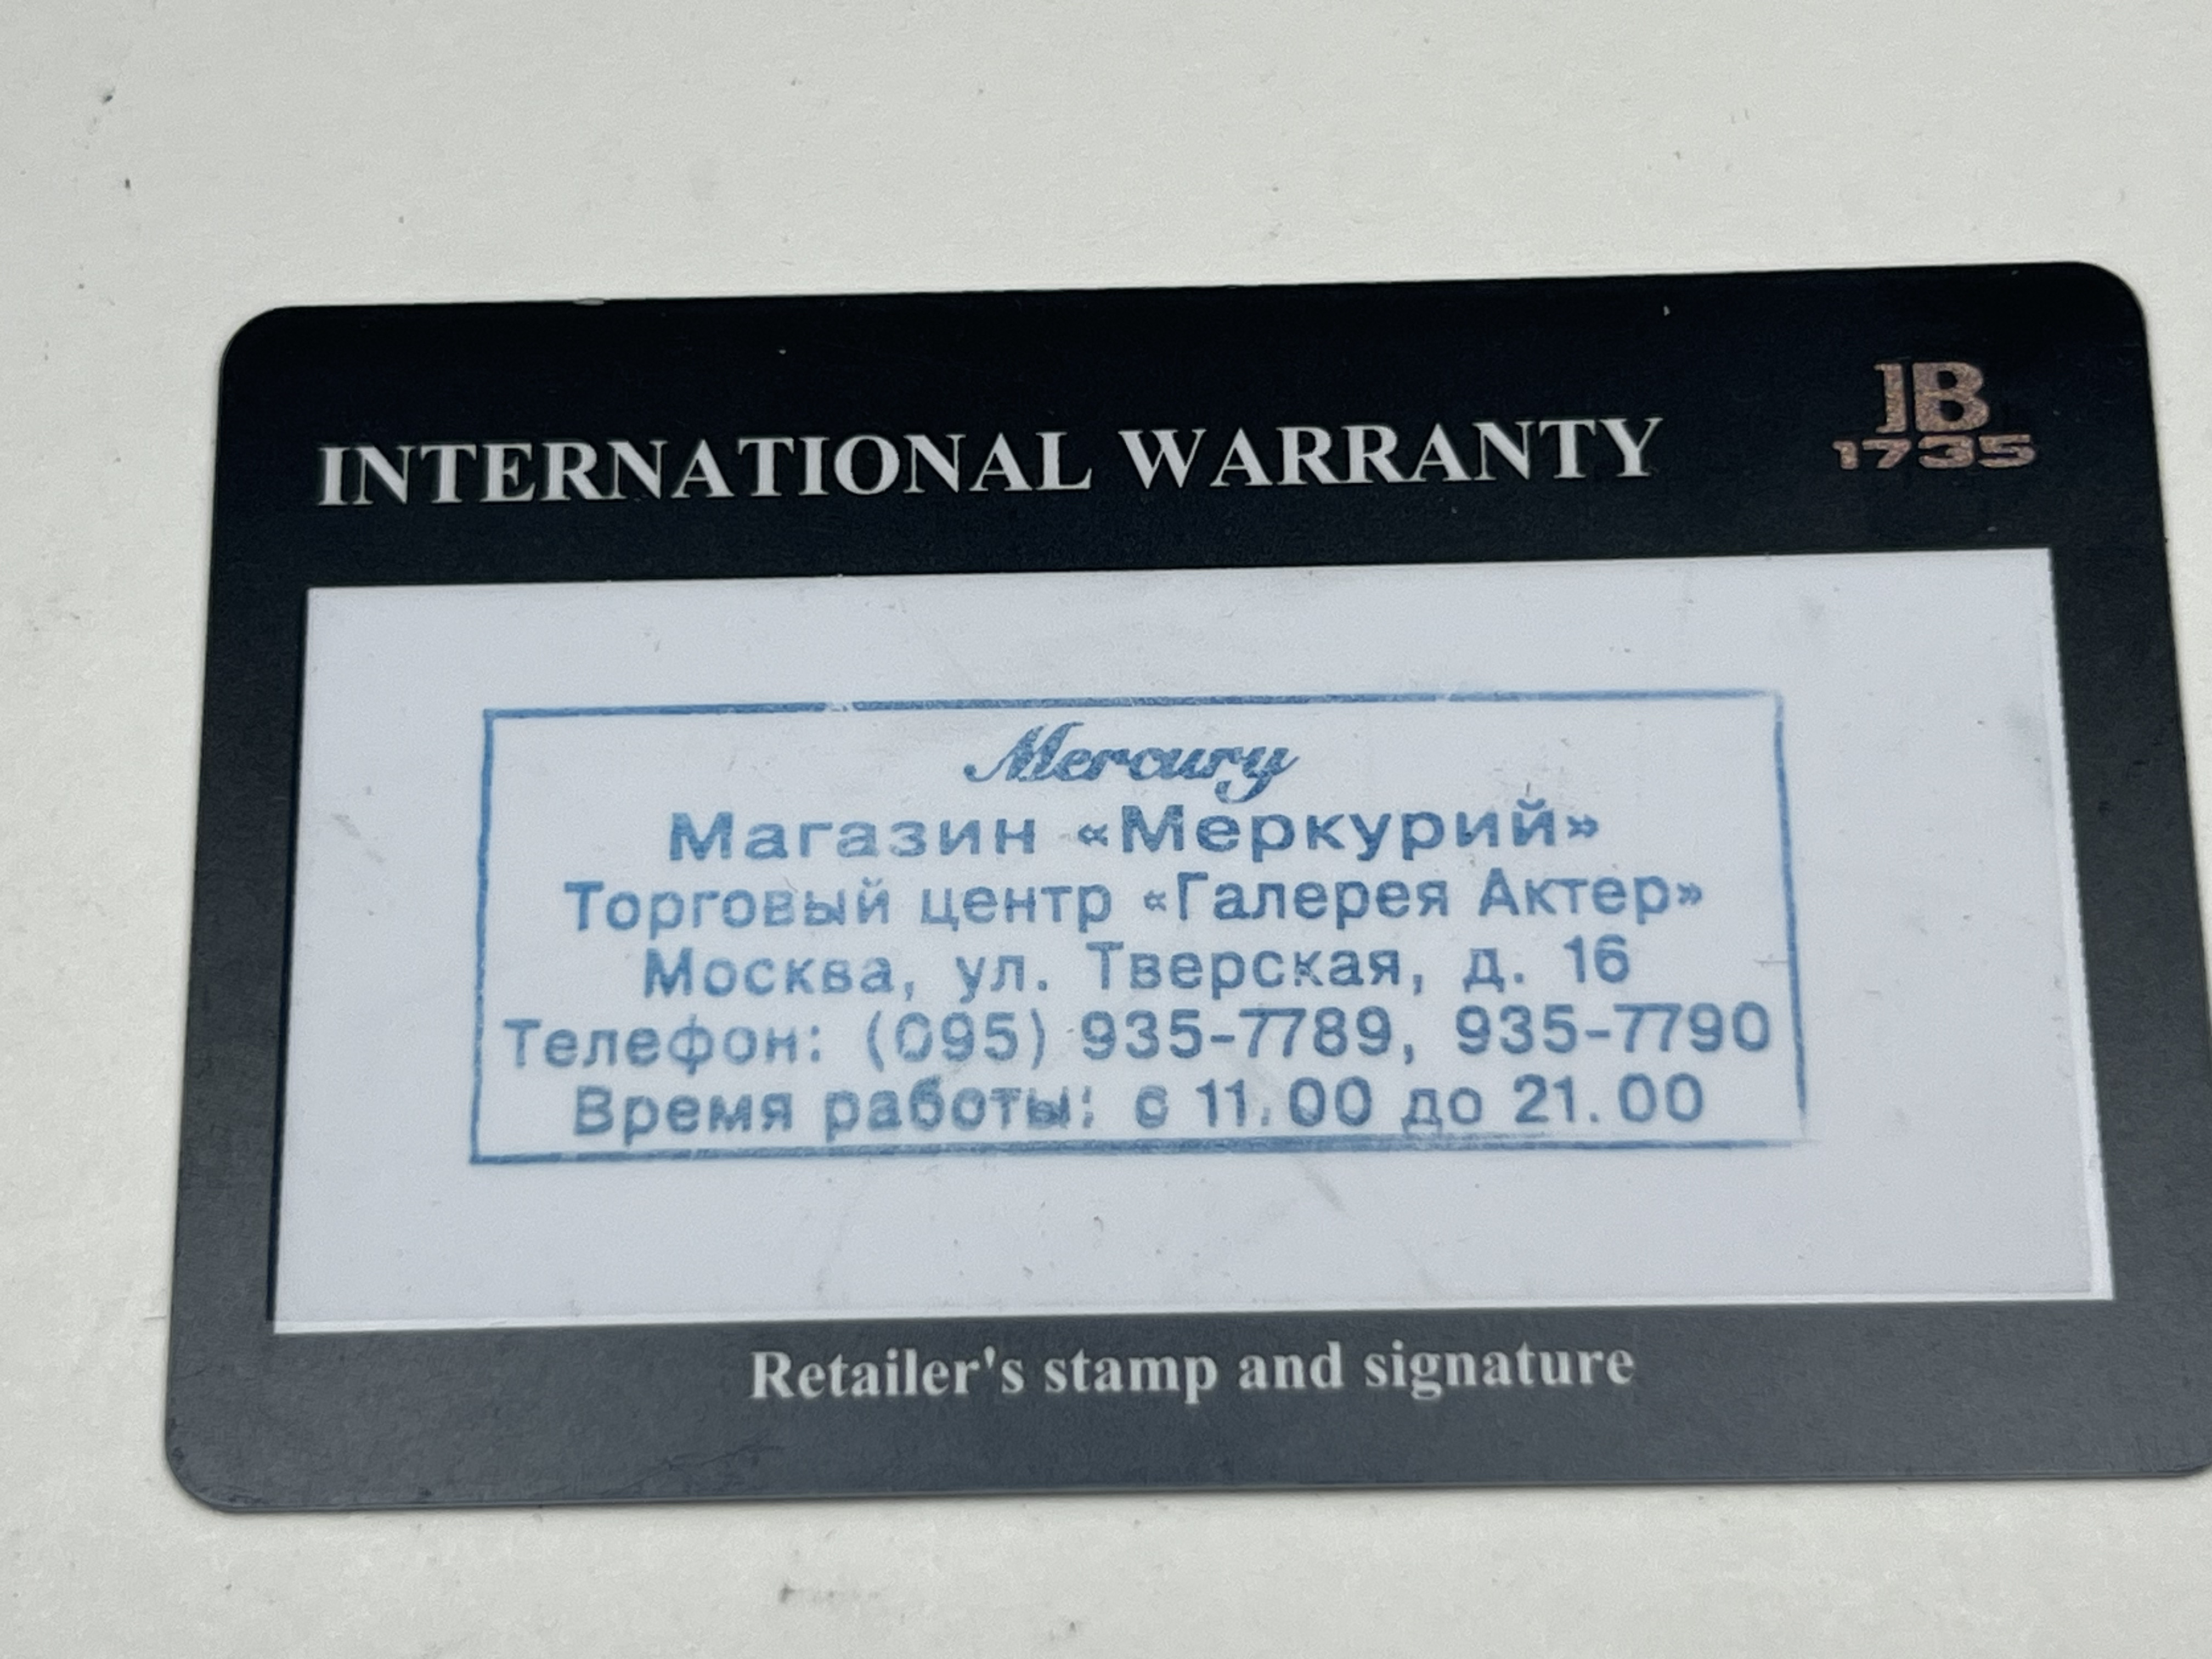 INTERNATIONAL WARRANTY
JB
1735
Mercury
Магазин «Меркурий»
Торговый центр «Галерея Актер»
Москва, ул. Тверская, д. 16
Телефон: (095) 935-7789, 935-7790
Время работы: с 11.00 до 21.00
Retailer's stamp and signature